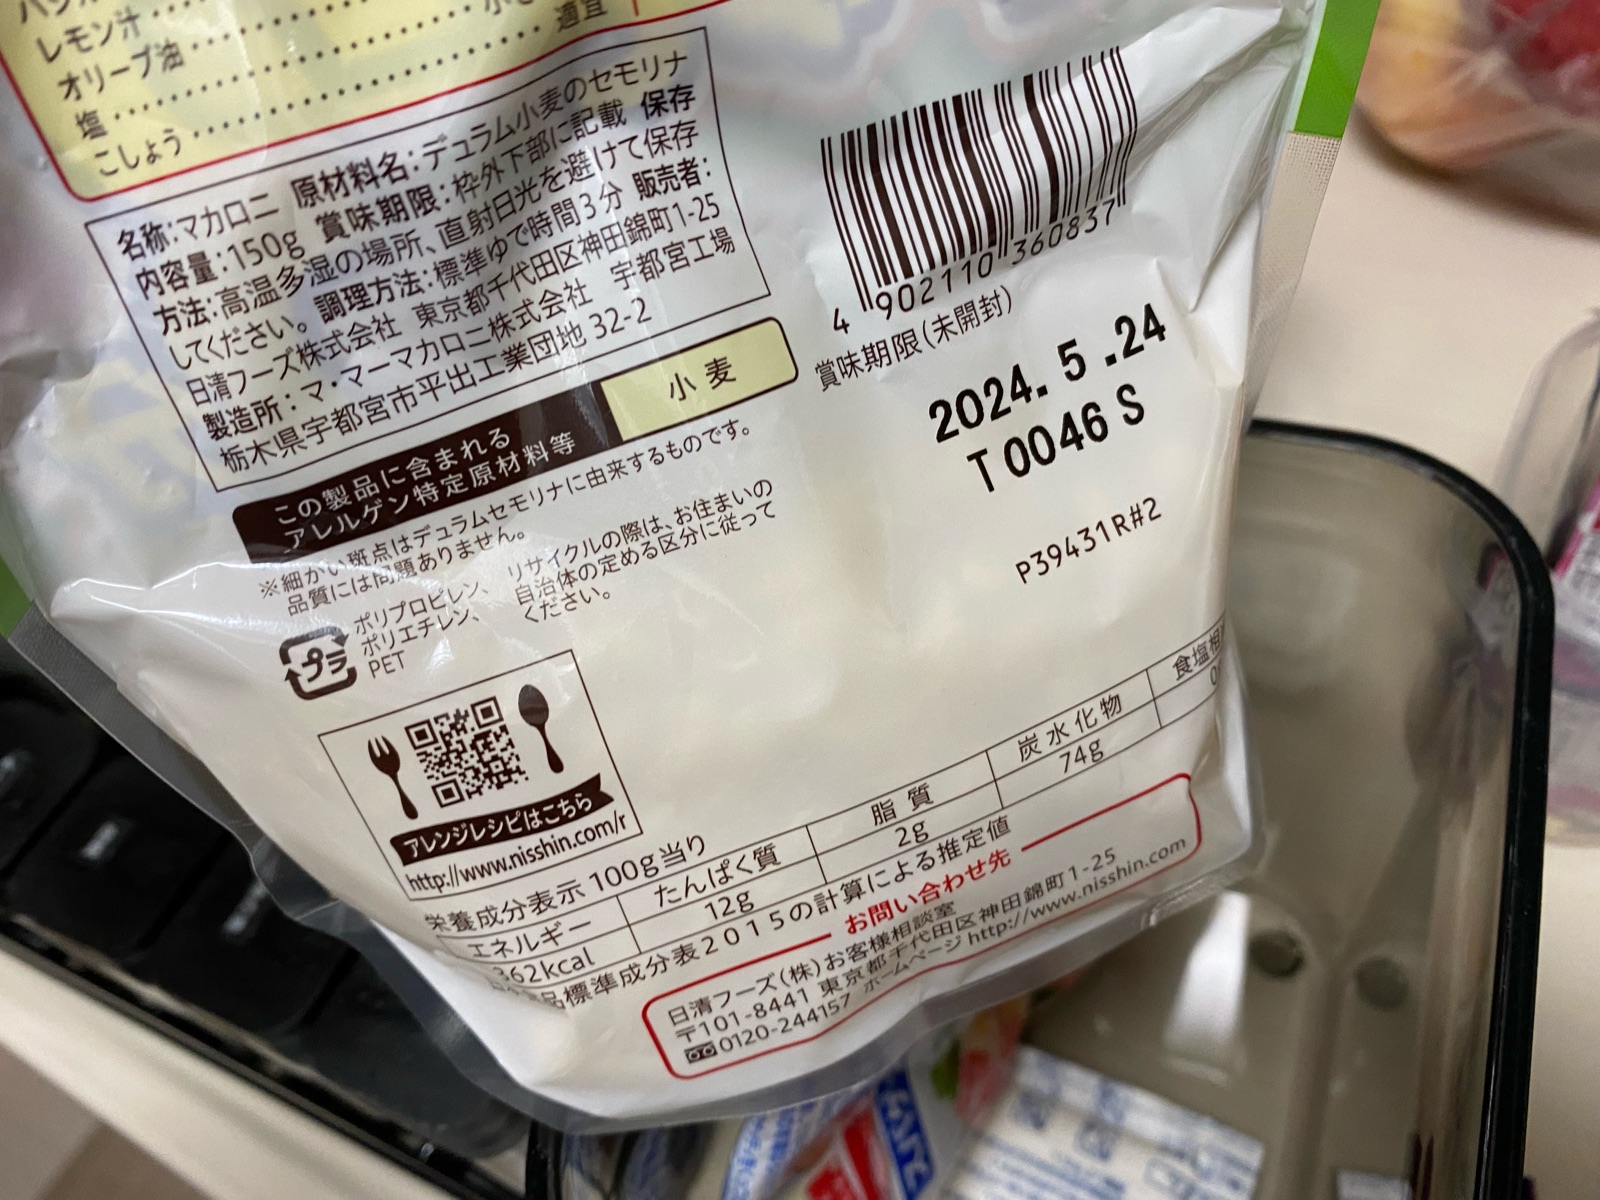 レモン汁
オリーブ油 適宜
塩
こしょう
名称:マカロニ 原材料名:デュラム小麦のセモリナ
内容量:150g 賞味期限:枠外下部に記載 保存
方法:高温多湿の場所、直射日光を避けて保存
してください。調理方法:標準ゆで時間3分 販売者:
日清フーズ株式会社 東京都千代田区神田錦町1-25
製造所:マ・マーマカロニ株式会社 宇都宮工場
栃木県宇都宮市平出工業団地 32-2
この製品に含まれる
アレルゲン特定原材料等
小麦
※細かい斑点はデュラムセモリナに由来するものです。
品質には問題ありません。
プラ
ポリプロピレン、
ポリエチレン、
PET
リサイクルの際は、お住まいの
自治体の定める区分に従って
ください。
アレンジレシピはこちら
http://www.nisshin.com/r
4 902110 360837
賞味期限(未開封)
2024. 5 .24
T 0046 S
P39431R#2
栄養成分表示 100g当り
エネルギー たんぱく質 脂質 炭水化物 食塩相
362kcal 12g 2g 74g
品標準成分表2015の計算による推定値
お問い合わせ先
日清フーズ(株)お客様相談室
〒101-8441 東京都千代田区神田錦町1-25
0120-244157 ホームページ http://www.nisshin.com